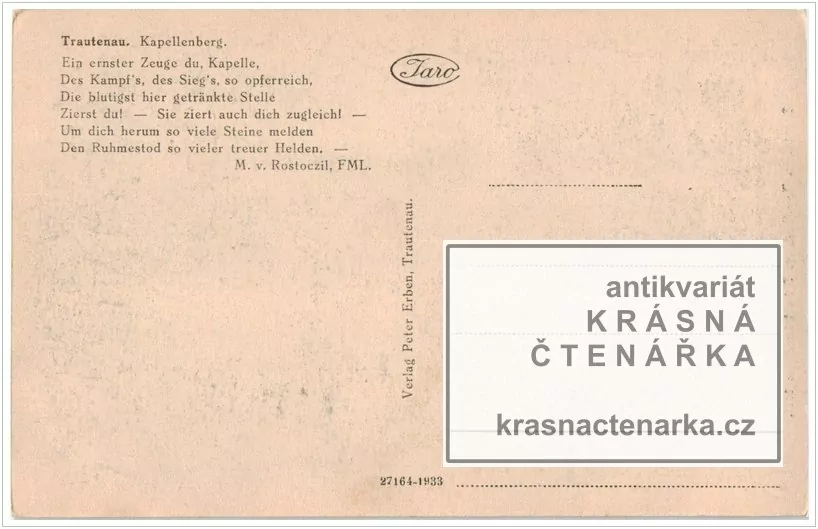 Trautenau. Kapellenberg.
Ein ernster Zeuge du, Kapelle,
Des Kampf's, des Sieg's, so opferreich,
Die blutigst hier getränkte Stelle
Zierst du! — Sie ziert auch dich zugleich! —
Um dich herum so viele Steine melden
Den Ruhmestod so vieler treuer Helden. —
M. v. Rostoczil, FML.
Taro
Verlag Peter Erben, Trautenau.
antikvariát
KRÁSNÁ
ČTENÁŘKA
krasnactenarka.cz
27164-1933